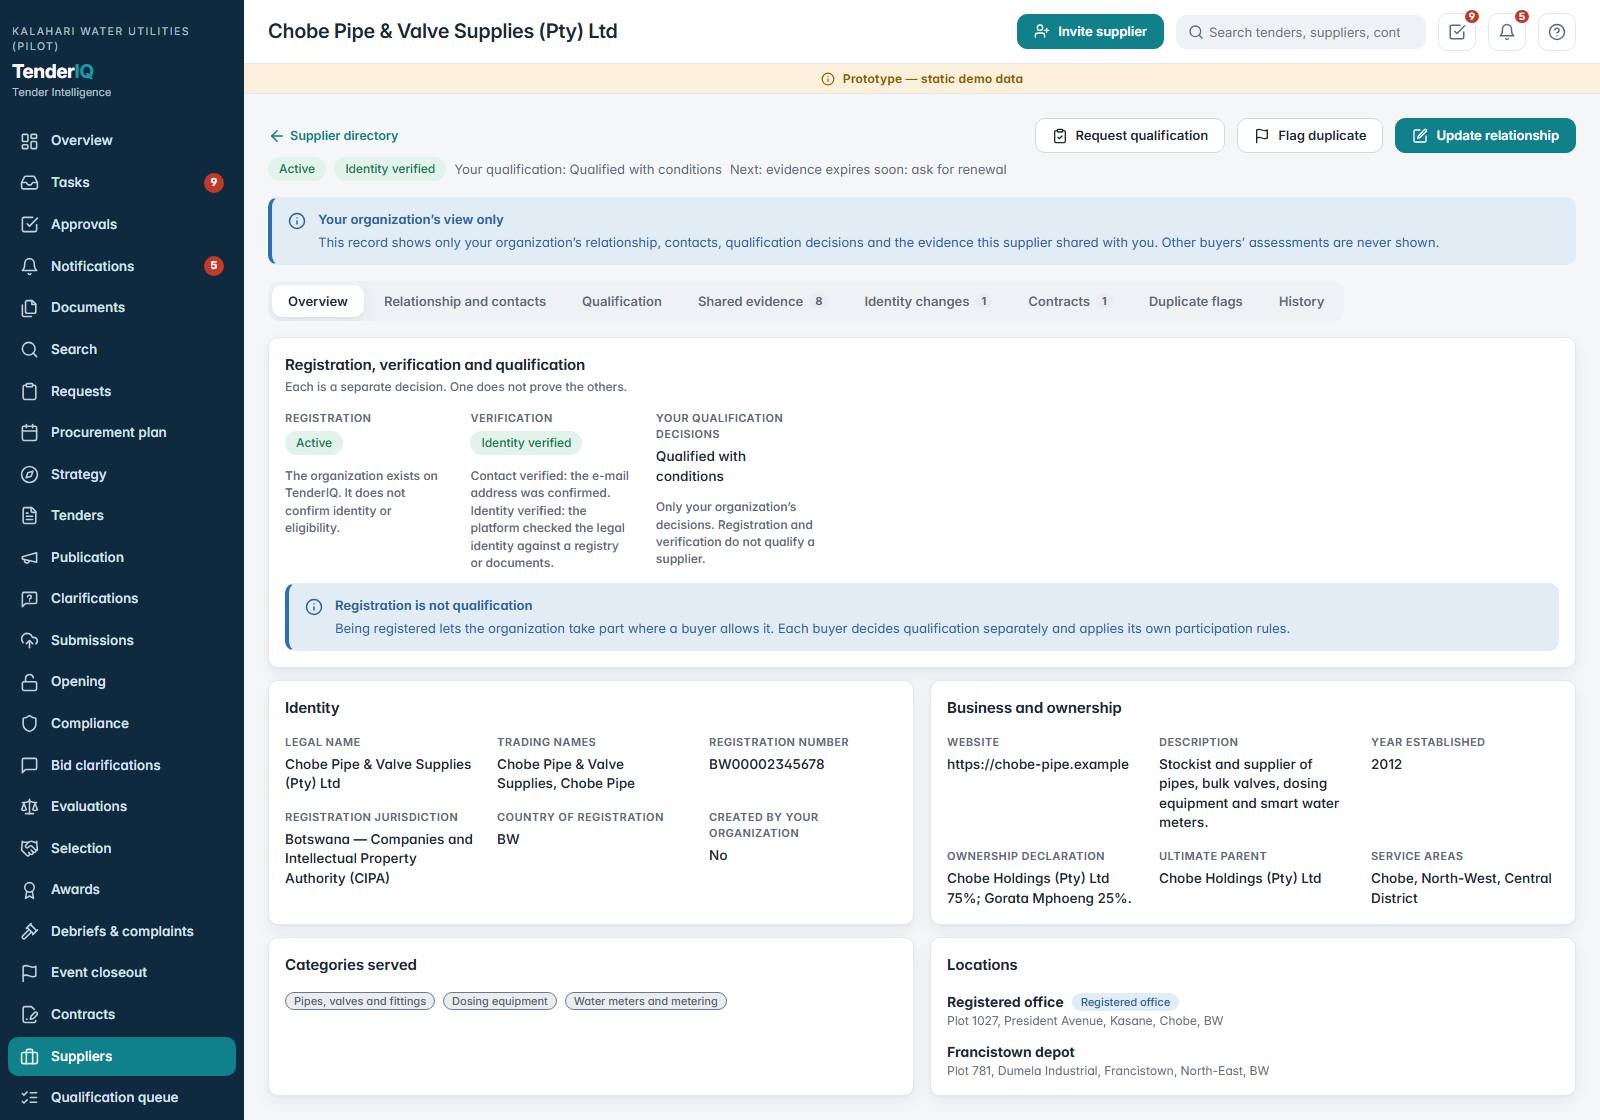 KALAHARI WATER UTILITIES
(PILOT)
TenderIQ
Tender Intelligence
Overview
Tasks 9
Approvals
Notifications 5
Documents
Search
Requests
Procurement plan
Strategy
Tenders
Publication
Clarifications
Submissions
Opening
Compliance
Bid clarifications
Evaluations
Selection
Awards
Debriefs & complaints
Event closeout
Contracts
Suppliers
Qualification queue
Chobe Pipe & Valve Supplies (Pty) Ltd
Invite supplier
Search tenders, suppliers, cont
9
5
Prototype — static demo data
Supplier directory
Request qualification
Flag duplicate
Update relationship
Active Identity verified Your qualification: Qualified with conditions Next: evidence expires soon: ask for renewal
Your organization's view only
This record shows only your organization's relationship, contacts, qualification decisions and the evidence this supplier shared with you. Other buyers' assessments are never shown.
Overview Relationship and contacts Qualification Shared evidence 8 Identity changes 1 Contracts 1 Duplicate flags History
Registration, verification and qualification
Each is a separate decision. One does not prove the others.
REGISTRATION
Active
The organization exists on
TenderIQ. It does not
confirm identity or
eligibility.
VERIFICATION
Identity verified
Contact verified: the e-mail
address was confirmed.
Identity verified: the
platform checked the legal
identity against a registry
or documents.
YOUR QUALIFICATION
DECISIONS
Qualified with
conditions
Only your organization's
decisions. Registration and
verification do not qualify a
supplier.
Registration is not qualification
Being registered lets the organization take part where a buyer allows it. Each buyer decides qualification separately and applies its own participation rules.
Identity
LEGAL NAME
Chobe Pipe & Valve Supplies
(Pty) Ltd
TRADING NAMES
Chobe Pipe & Valve
Supplies, Chobe Pipe
REGISTRATION NUMBER
BW00002345678
REGISTRATION JURISDICTION
Botswana — Companies and
Intellectual Property
Authority (CIPA)
COUNTRY OF REGISTRATION
BW
CREATED BY YOUR
ORGANIZATION
No
Business and ownership
WEBSITE
https://chobe-pipe.example
DESCRIPTION
Stockist and supplier of
pipes, bulk valves, dosing
equipment and smart water
meters.
YEAR ESTABLISHED
2012
OWNERSHIP DECLARATION
Chobe Holdings (Pty) Ltd
75%; Gorata Mphoeng 25%.
ULTIMATE PARENT
Chobe Holdings (Pty) Ltd
SERVICE AREAS
Chobe, North-West, Central
District
Categories served
Pipes, valves and fittings Dosing equipment Water meters and metering
Locations
Registered office Registered office
Plot 1027, President Avenue, Kasane, Chobe, BW
Francistown depot
Plot 781, Dumela Industrial, Francistown, North-East, BW